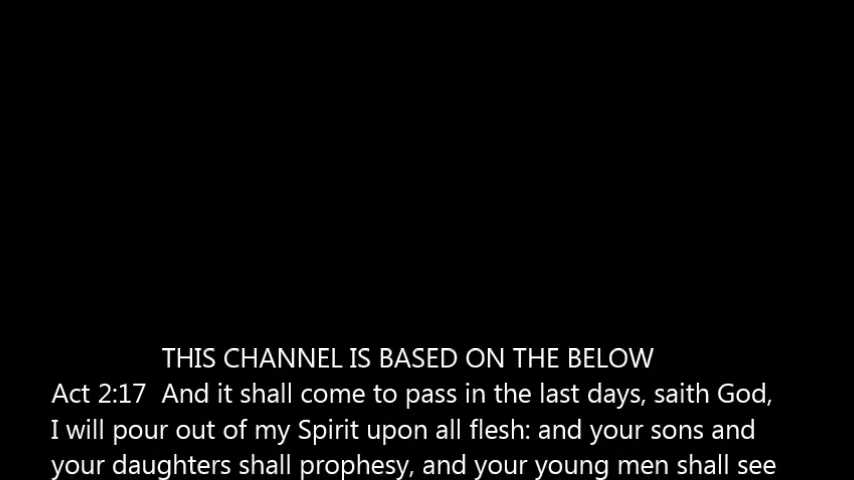 THIS CHANNEL IS BASED ON THE BELOW
Act 2:17  And it shall come to pass in the last days, saith God,
I will pour out of my Spirit upon all flesh: and your sons and
your daughters shall prophesy, and your young men shall see